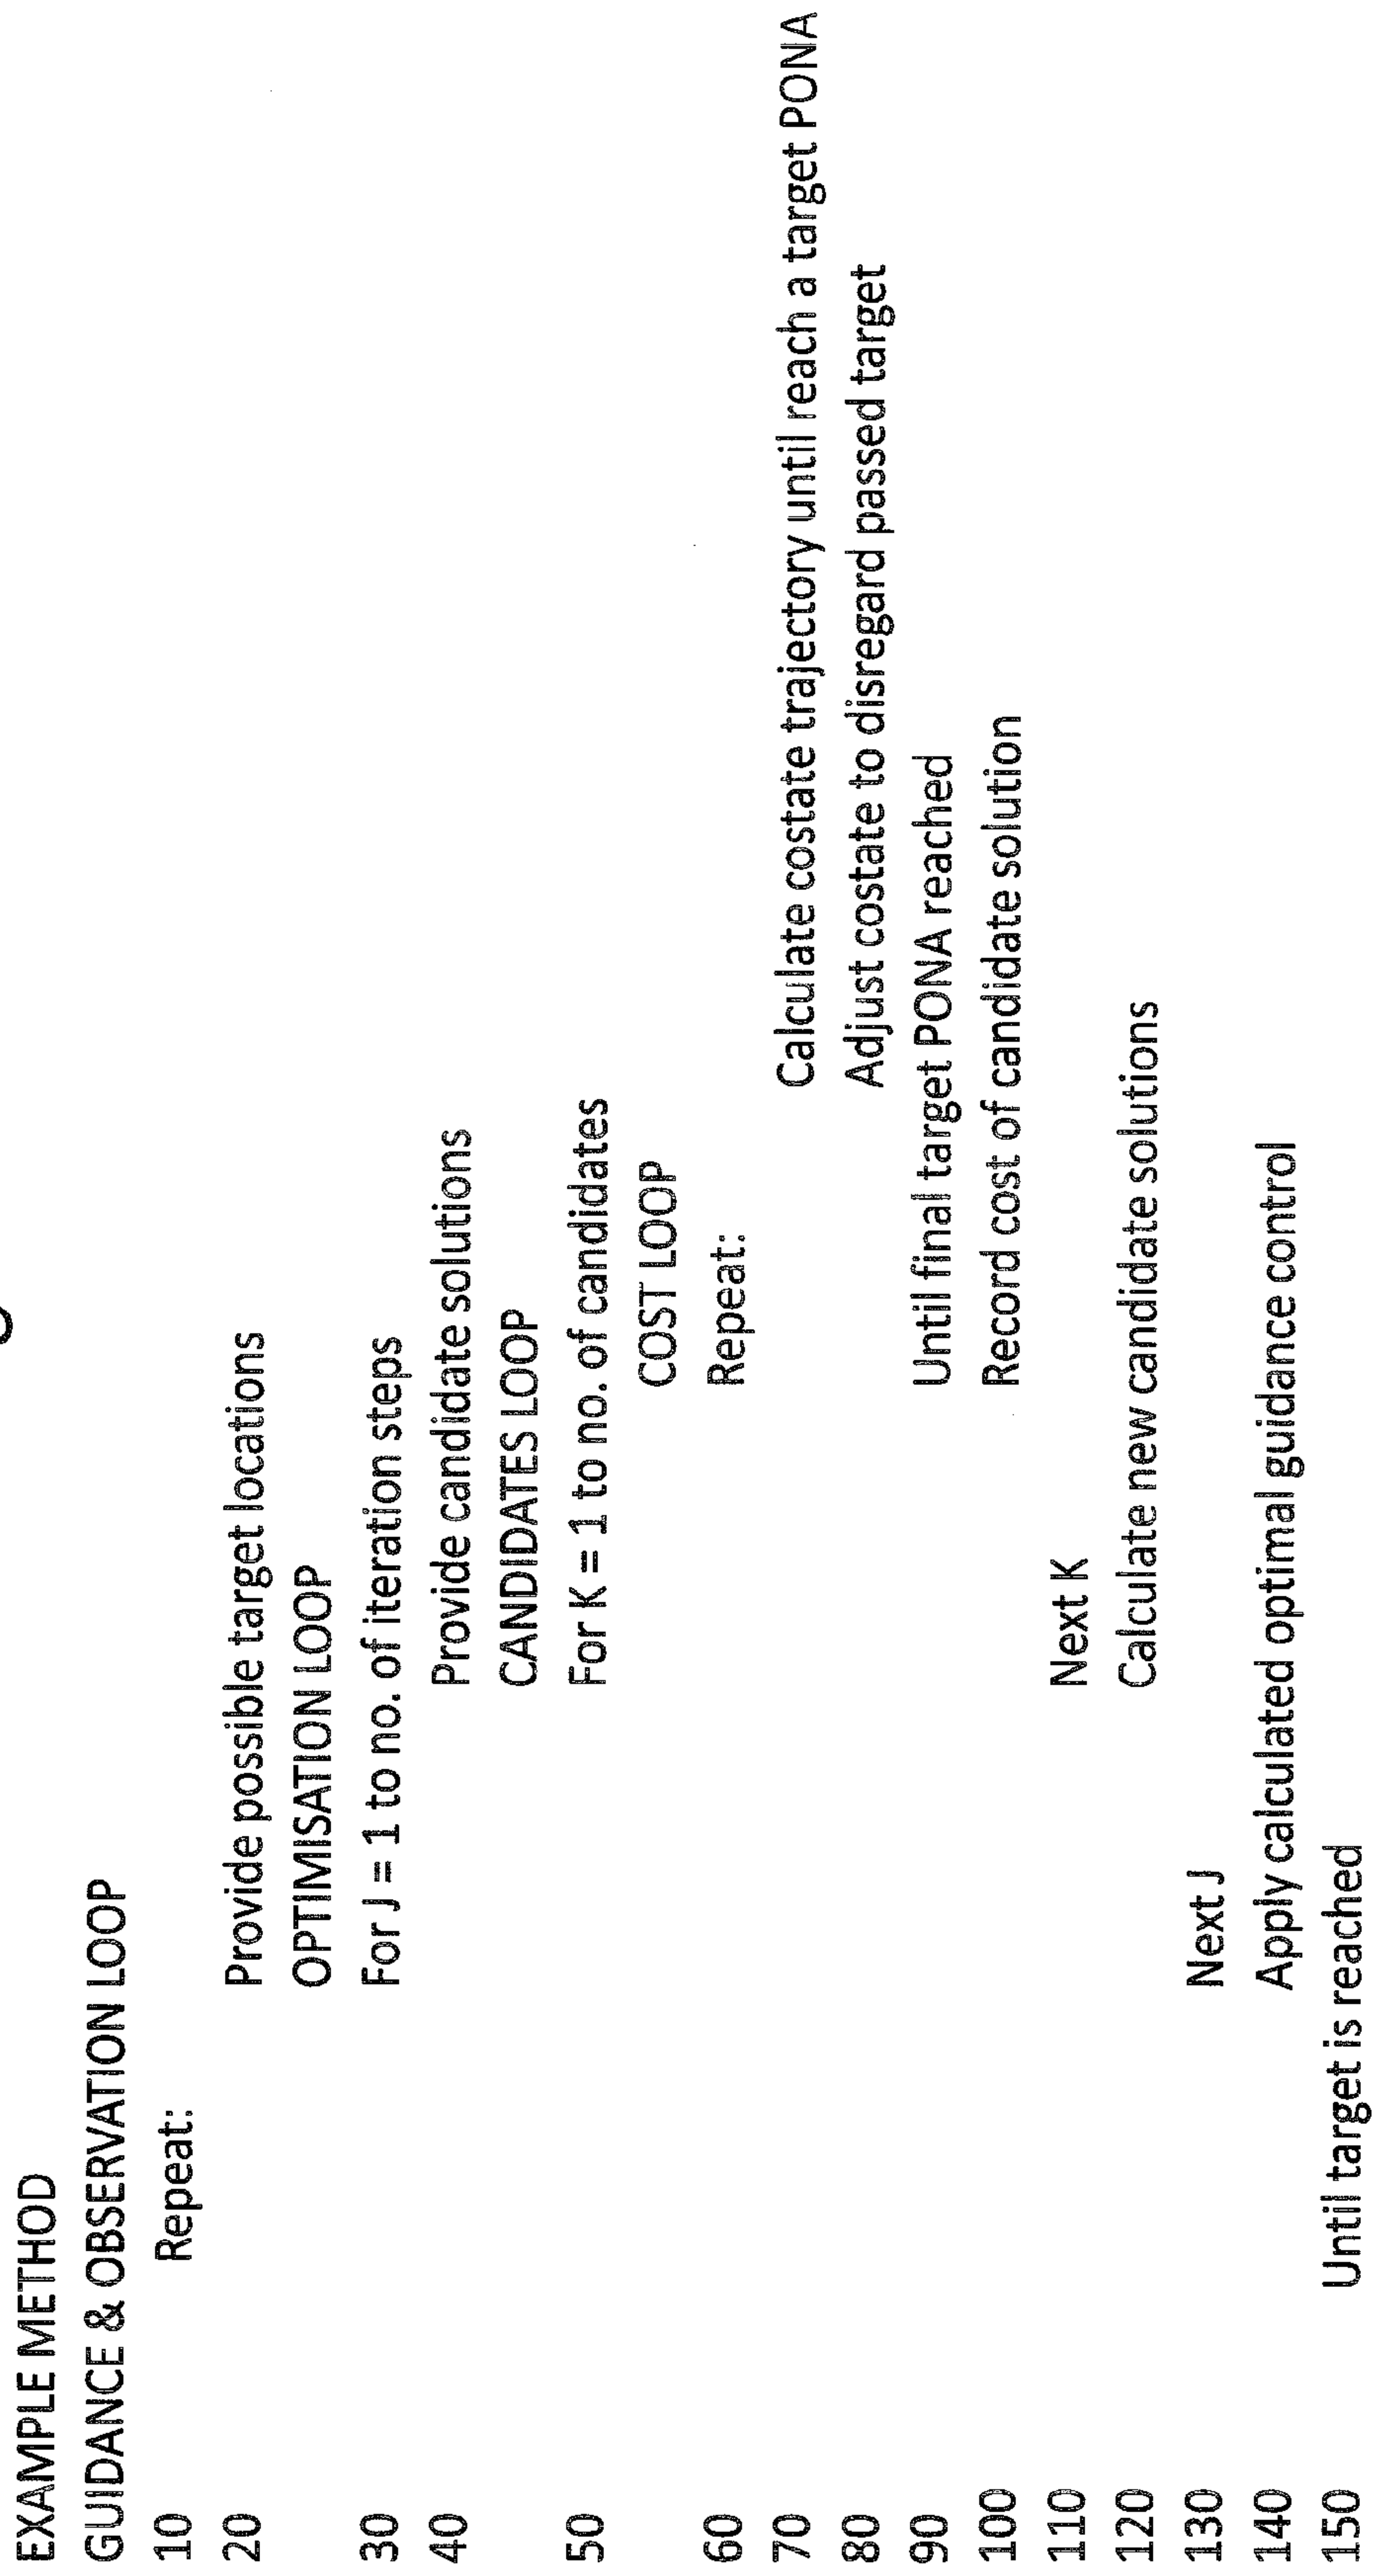 EXAMPLE METHOD
GUIDANCE & OBSERVATION LOOP
10 Repeat:
20 Provide possible target locations
OPTIMISATION LOOP
30 For J = 1 to no. of iteration steps
40 Provide candidate solutions
CANDIDATES LOOP
50 For K = 1 to no. of candidates
COST LOOP
60 Repeat:
70 Calculate costate trajectory until reach a target PONA
80 Adjust costate to disregard passed target
90 Until final target PONA reached
100 Record cost of candidate solution
110 Next K
120 Calculate new candidate solutions
130 Next J
140 Apply calculated optimal guidance control
150 Until target is reached